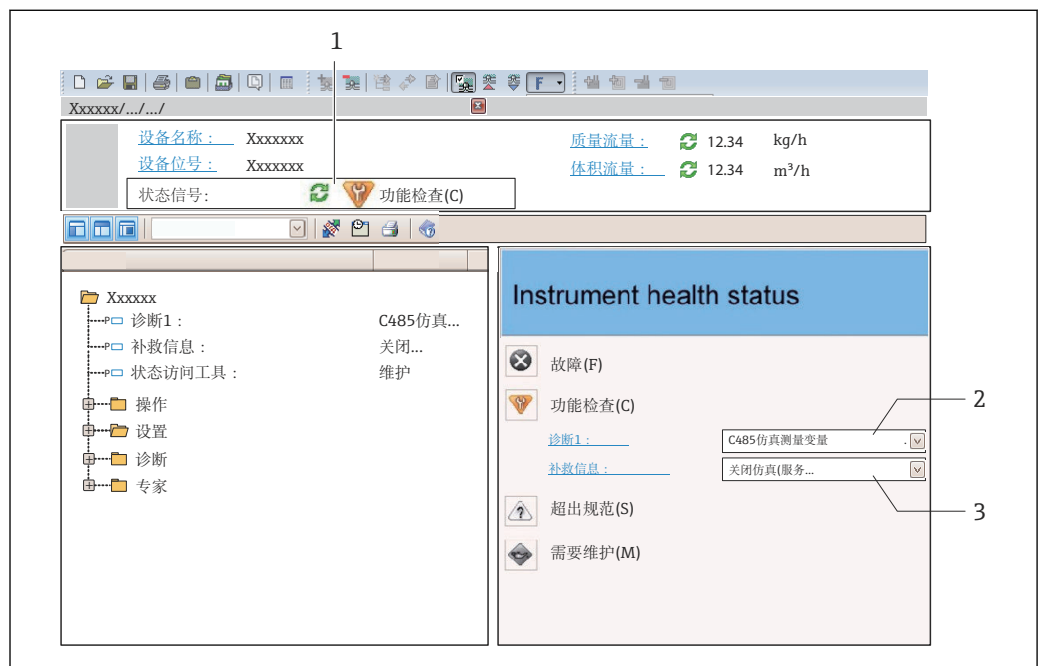 1
F
Xxxxxx/.../.../
设备名称： Xxxxxxx 质量流量： 12.34 kg/h
设备位号： Xxxxxxx 体积流量： 12.34 m³/h
状态信号: 功能检查(C)
Xxxxxx
诊断1： C485仿真...
补救信息： 关闭...
状态访问工具： 维护
操作
设置
诊断
专家
Instrument health status
故障(F)
功能检查(C) 2
诊断1： C485仿真测量变量 .
补救信息： 关闭仿真(服务...
超出规范(S) 3
需要维护(M)